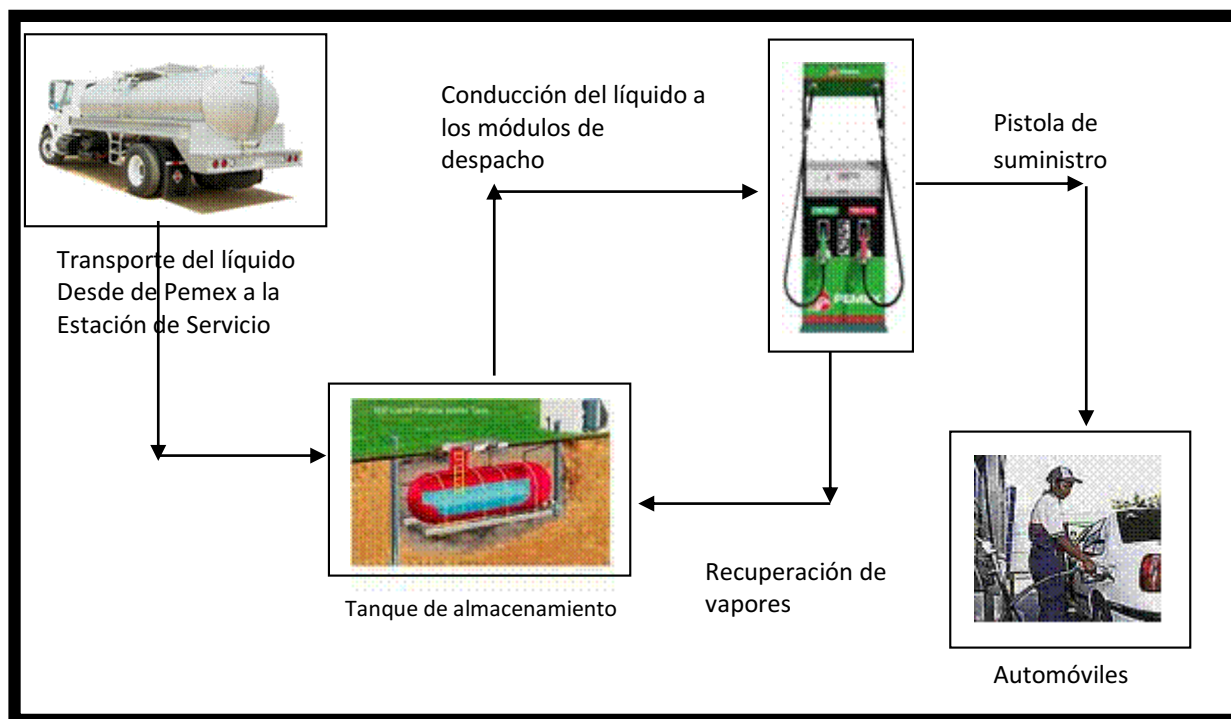 Conducción del líquido a
los módulos de
despacho
Pistola de
suministro
Transporte del líquido
Desde de Pemex a la
Estación de Servicio
PEMEX
Tanque de almacenamiento
Recuperación de
vapores
Automóviles